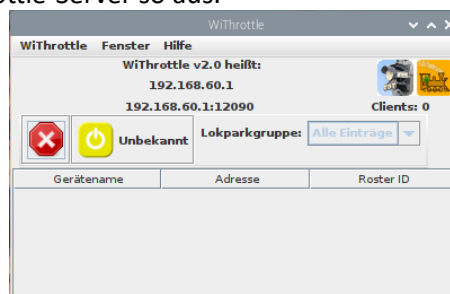 ottle-Server so aus:
WiThrottle
WiThrottle Fenster Hilfe
WiThrottle v2.0 heißt:
192.168.60.1
192.168.60.1:12090
Clients: 0
Unbekannt
Lokparkgruppe: Alle Einträge
Gerätename Adresse Roster ID